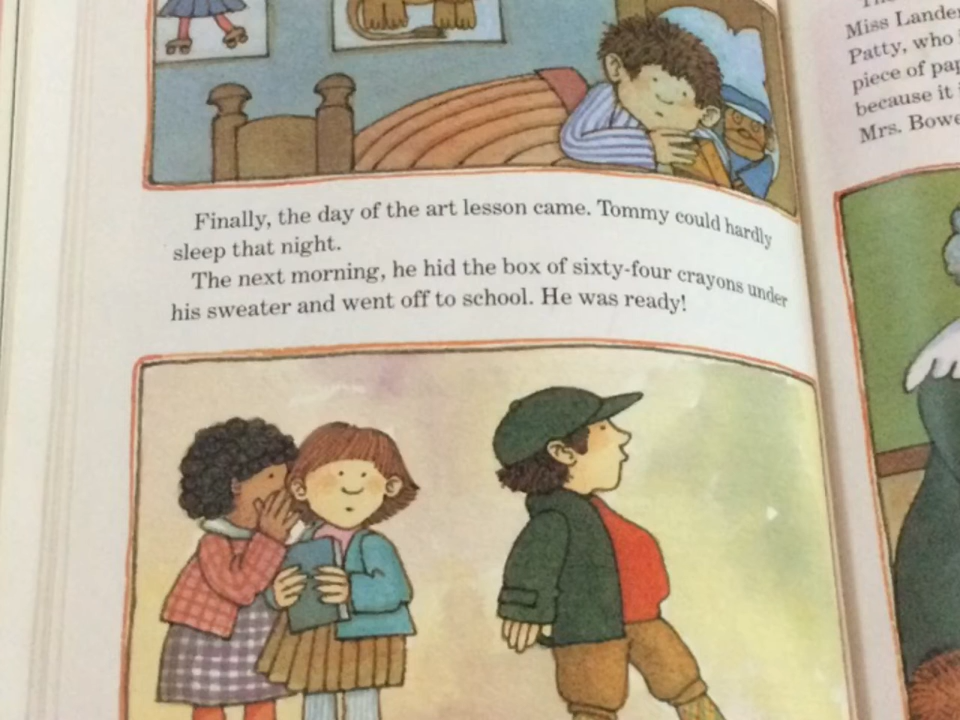 Finally, the day of the art lesson came. Tommy could hardly
sleep that night.
The next morning, he hid the box of sixty-four crayons under
his sweater and went off to school. He was ready!
Miss Lander
Patty, who
piece of pap
because it
Mrs. Bowe